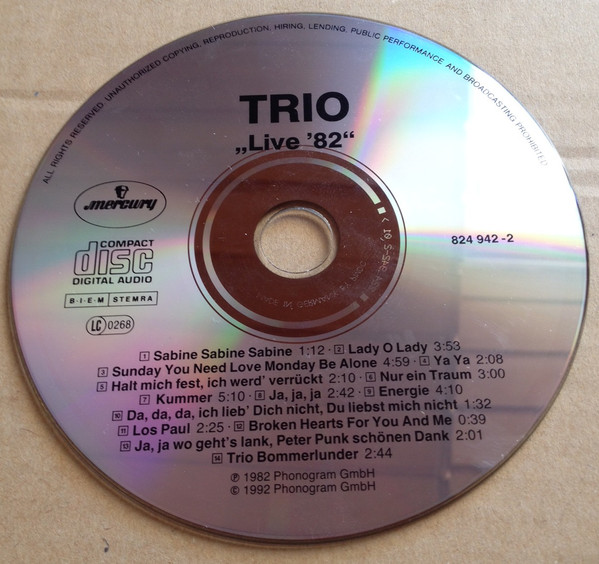 ALL RIGHTS RESERVED. UNAUTHORIZED COPYING, REPRODUCTION, HIRING, LENDING, PUBLIC PERFORMANCE AND BROADCASTING PROHIBITED.
TRIO
„Live ’82“
mercury
COMPACT
disc
DIGITAL AUDIO
B·I·E·M STEMRA
LC 0268
824 942-2
1 Sabine Sabine Sabine 1:12 · 2 Lady O Lady 3:53
3 Sunday You Need Love Monday Be Alone 4:59 · 4 Ya Ya 2:08
5 Halt mich fest, ich werd’ verrückt 2:10 · 6 Nur ein Traum 3:00
7 Kummer 5:10 · 8 Ja, ja, ja 2:42 · 9 Energie 4:10
10 Da, da, da, ich lieb’ Dich nicht, Du liebst mich nicht 1:32
11 Los Paul 2:25 · 12 Broken Hearts For You And Me 0:39
13 Ja, ja wo geht’s lank, Peter Punk schönen Dank 2:01
14 Trio Bommerlunder 2:44
℗ 1982 Phonogram GmbH
© 1992 Phonogram GmbH